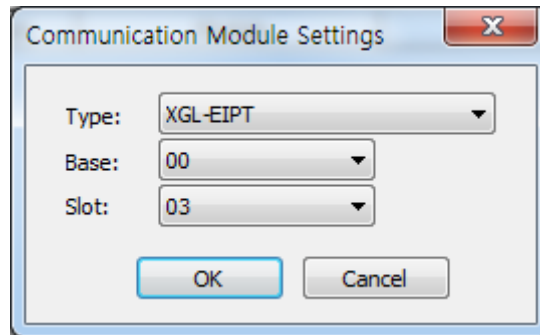 Communication Module Settings
Type: XGL-EIPT
Base: 00
Slot: 03
OK Cancel